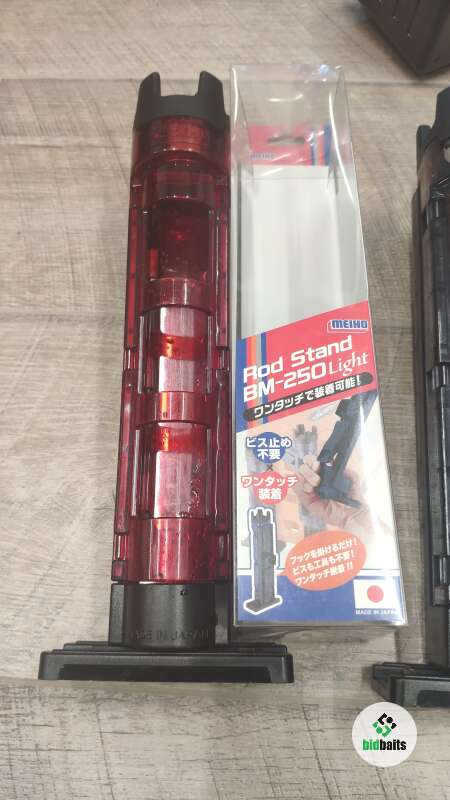 MEIHO
MEIHO
Rod Stand
BM-250 Light
ワンタッチで装着可能!
ビス止め
不要
×
ワンタッチ
装着
フックを掛けるだけ!
ビスも工具も不要!
ワンタッチ装着!!
MADE IN JAPAN
MADE IN JAPAN
bidbaits